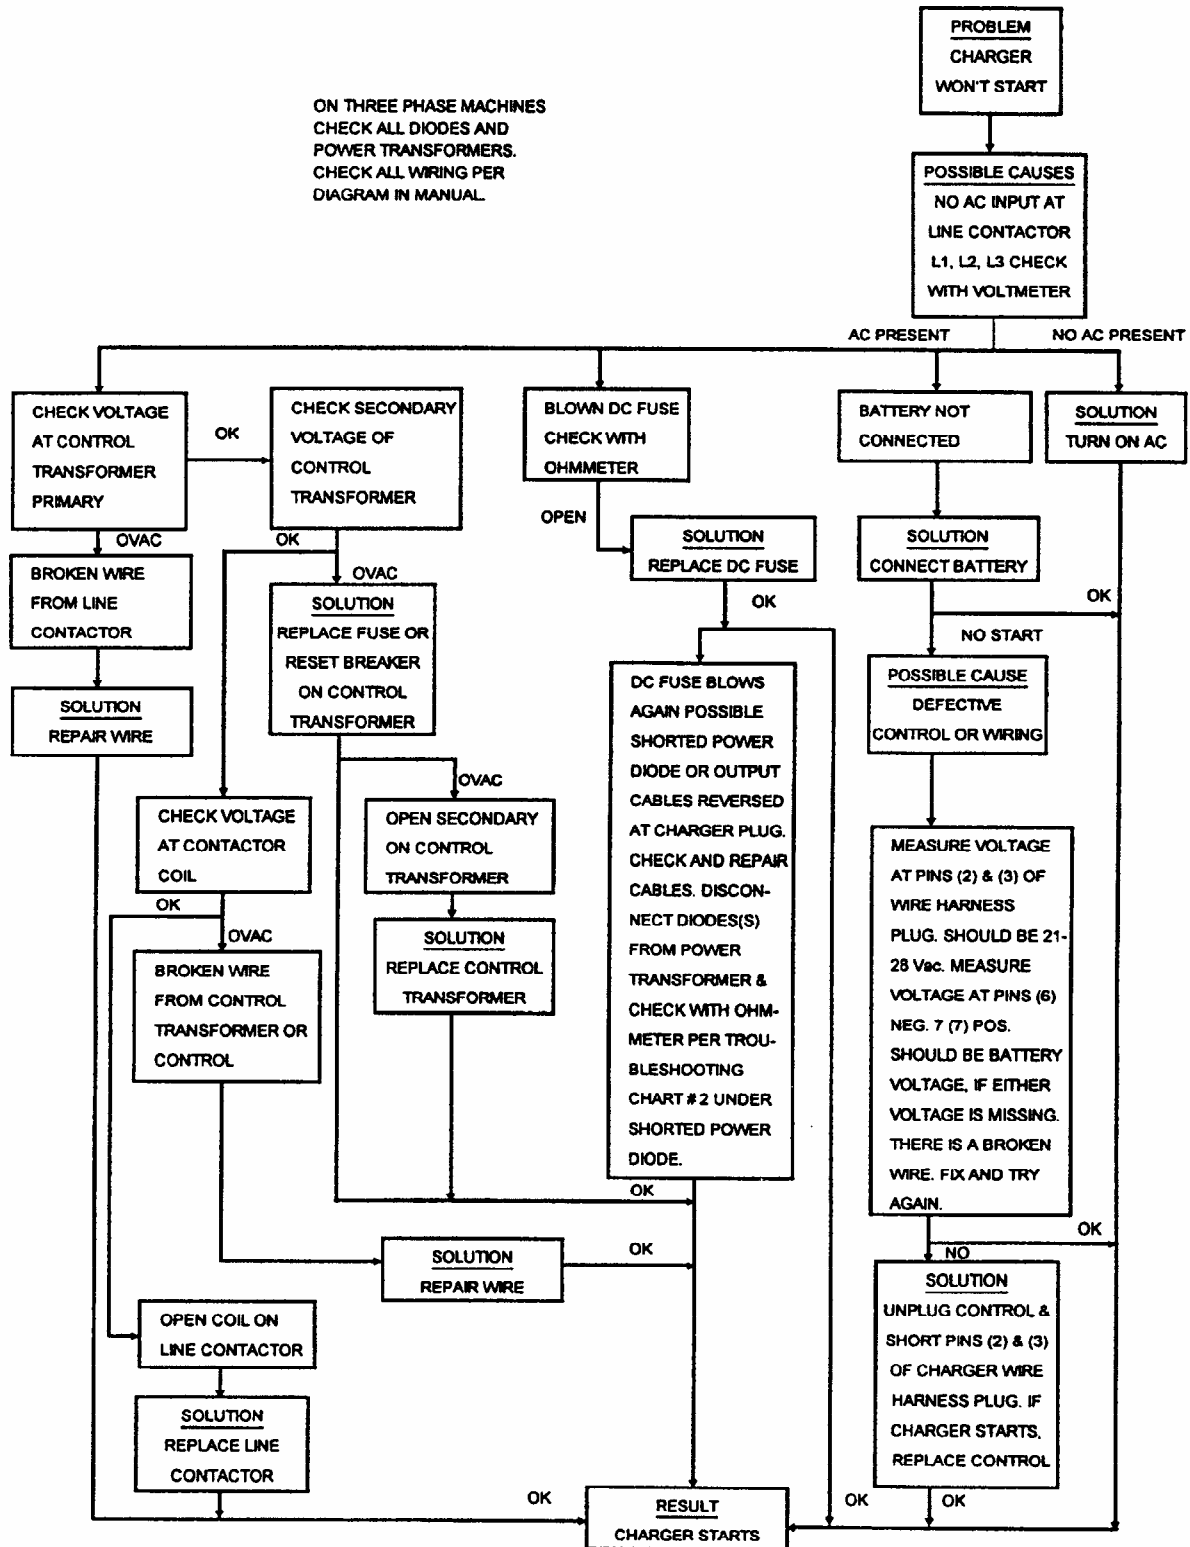 PROBLEM
CHARGER
WON'T START
ON THREE PHASE MACHINES
CHECK ALL DIODES AND
POWER TRANSFORMERS.
CHECK ALL WIRING PER
DIAGRAM IN MANUAL.
POSSIBLE CAUSES
NO AC INPUT AT
LINE CONTACTOR
L1, L2, L3 CHECK
WITH VOLTMETER
AC PRESENT
NO AC PRESENT
CHECK VOLTAGE
AT CONTROL
TRANSFORMER
PRIMARY
OK
CHECK SECONDARY
VOLTAGE OF
CONTROL
TRANSFORMER
BLOWN DC FUSE
CHECK WITH
OHMMETER
BATTERY NOT
CONNECTED
SOLUTION
TURN ON AC
OVAC
BROKEN WIRE
FROM LINE
CONTACTOR
SOLUTION
REPAIR WIRE
OK
OVAC
SOLUTION
REPLACE FUSE OR
RESET BREAKER
ON CONTROL
TRANSFORMER
OPEN
SOLUTION
REPLACE DC FUSE
OK
SOLUTION
CONNECT BATTERY
OK
NO START
POSSIBLE CAUSE
DEFECTIVE
CONTROL OR WIRING
CHECK VOLTAGE
AT CONTACTOR
COIL
OVAC
OPEN SECONDARY
ON CONTROL
TRANSFORMER
SOLUTION
REPLACE CONTROL
TRANSFORMER
DC FUSE BLOWS
AGAIN POSSIBLE
SHORTED POWER
DIODE OR OUTPUT
CABLES REVERSED
AT CHARGER PLUG.
CHECK AND REPAIR
CABLES. DISCON-
NECT DIODES(S)
FROM POWER
TRANSFORMER &
CHECK WITH OHM-
METER PER TROU-
BLESHOOTING
CHART #2 UNDER
SHORTED POWER
DIODE.
MEASURE VOLTAGE
AT PINS (2) & (3) OF
WIRE HARNESS
PLUG. SHOULD BE 21-
28 Vac. MEASURE
VOLTAGE AT PINS (6)
NEG. 7 (7) POS.
SHOULD BE BATTERY
VOLTAGE, IF EITHER
VOLTAGE IS MISSING.
THERE IS A BROKEN
WIRE. FIX AND TRY
AGAIN.
OK
OVAC
BROKEN WIRE
FROM CONTROL
TRANSFORMER OR
CONTROL
OK
SOLUTION
REPAIR WIRE
OK
OK
NO
SOLUTION
UNPLUG CONTROL &
SHORT PINS (2) & (3)
OF CHARGER WIRE
HARNESS PLUG. IF
CHARGER STARTS,
REPLACE CONTROL
OPEN COIL ON
LINE CONTACTOR
SOLUTION
REPLACE LINE
CONTACTOR
OK
RESULT
CHARGER STARTS
OK
OK